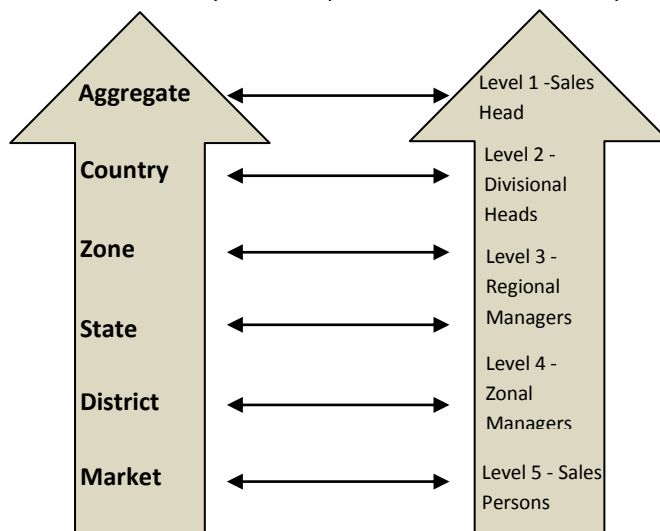 Aggregate
Country
Zone
State
District
Market
Level 1 -Sales
Head
Level 2 -
Divisional
Heads
Level 3 -
Regional
Managers
Level 4 -
Zonal
Managers
Level 5 - Sales
Persons